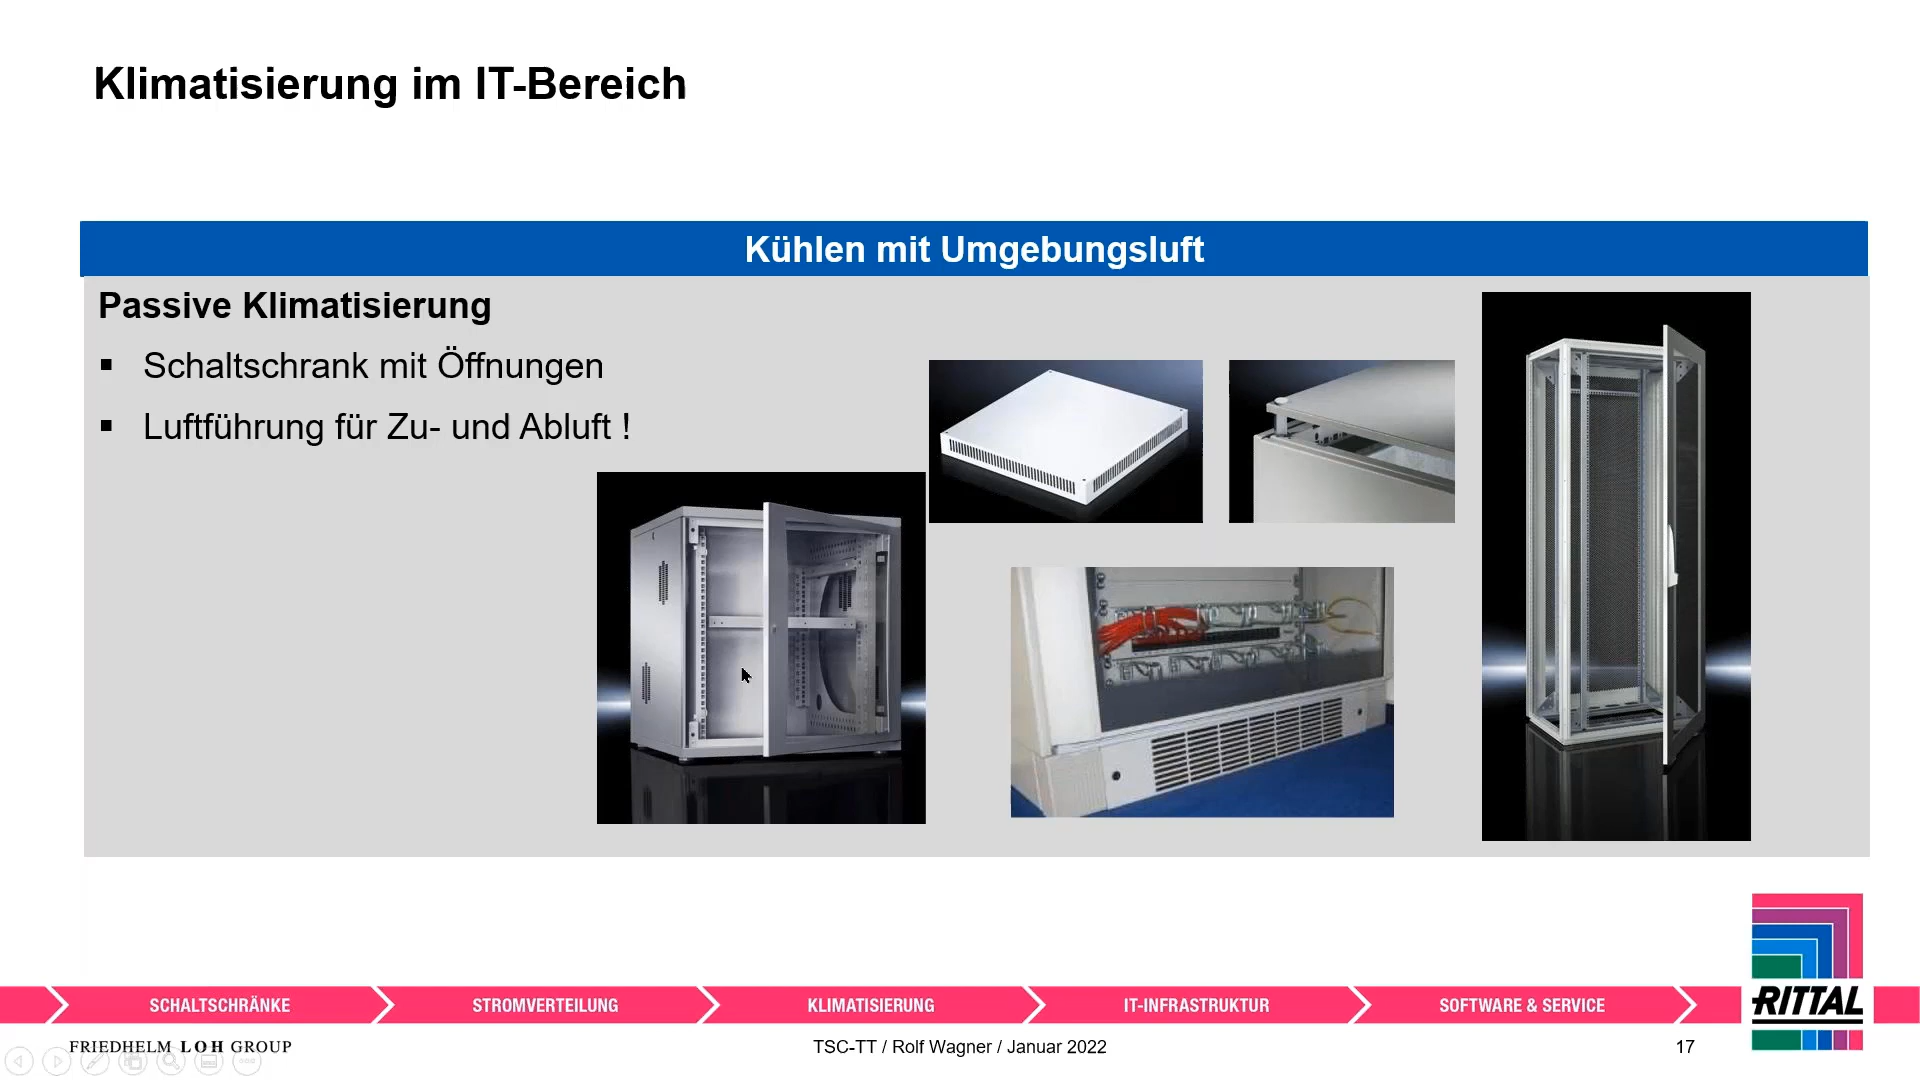 Klimatisierung im IT-Bereich
Kühlen mit Umgebungsluft
Passive Klimatisierung
▪ Schaltschrank mit Öffnungen
▪ Luftführung für Zu- und Abluft !
SCHALTSCHRÄNKE
STROMVERTEILUNG
KLIMATISIERUNG
IT-INFRASTRUKTUR
SOFTWARE & SERVICE
RITTAL
FRIEDHELM LOH GROUP
TSC-TT / Rolf Wagner / Januar 2022
17